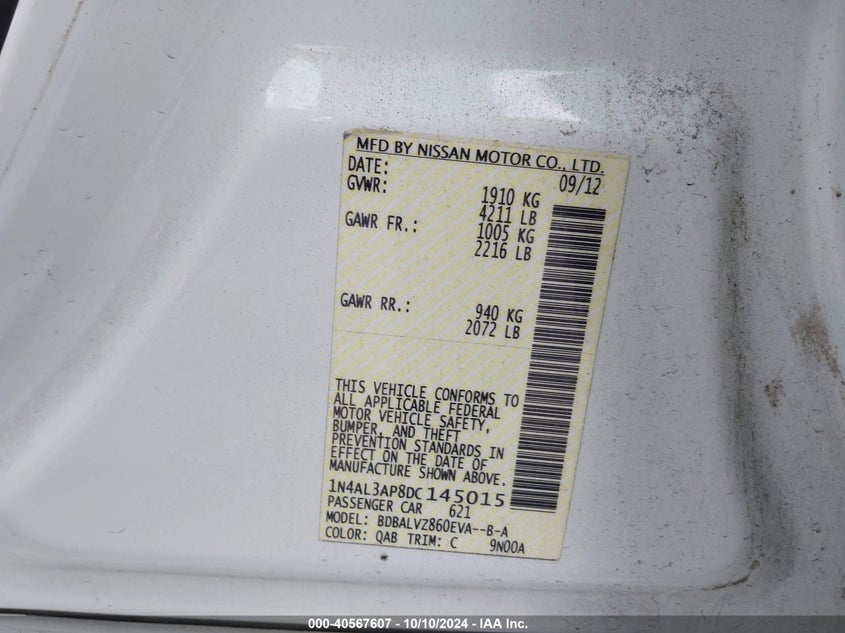 MFD BY NISSAN MOTOR CO., LTD.
DATE: 09/12
GVWR: 1910 KG
4211 LB
GAWR FR.: 1005 KG
2216 LB
GAWR RR.: 940 KG
2072 LB
THIS VEHICLE CONFORMS TO
ALL APPLICABLE FEDERAL
MOTOR VEHICLE SAFETY,
BUMPER, AND THEFT
PREVENTION STANDARDS IN
EFFECT ON THE DATE OF
MANUFACTURE SHOWN ABOVE.
1N4AL3AP8DC145015
PASSENGER CAR 621
MODEL: BDBALVZ860EVA--B-A
COLOR: QAB TRIM: C 9N00A
000-40567607 - 10/10/2024 - IAA Inc.